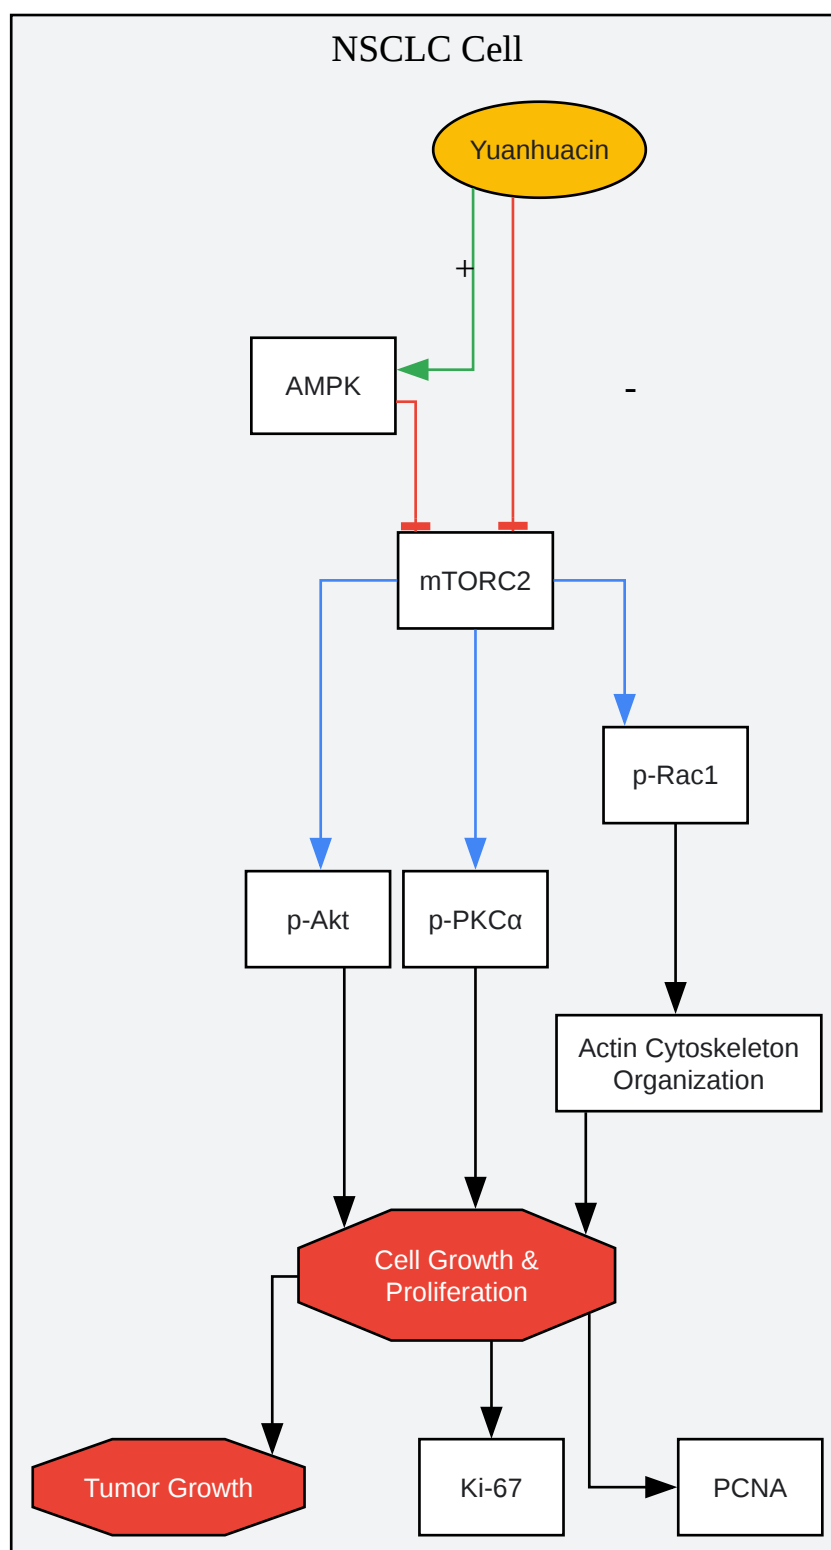 NSCLC Cell
Yuanhuacin
+
AMPK
-
mTORC2
p-Rac1
p-Akt
p-PKCα
Actin Cytoskeleton
Organization
Cell Growth &
Proliferation
Tumor Growth
Ki-67
PCNA